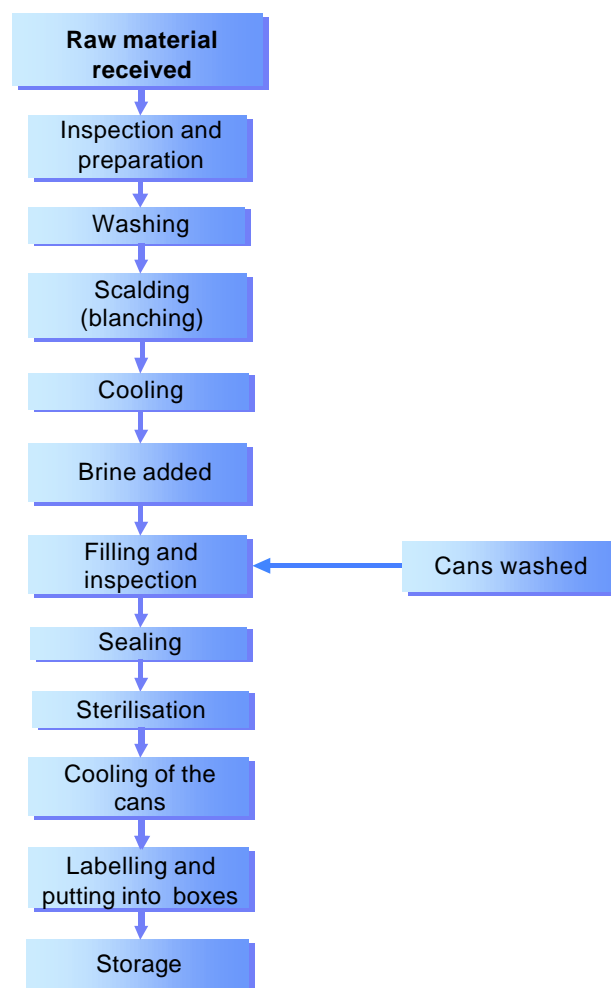 Raw material
received
Inspection and
preparation
Washing
Scalding
(blanching)
Cooling
Brine added
Filling and
inspection
Cans washed
Sealing
Sterilisation
Cooling of the
cans
Labelling and
putting into boxes
Storage